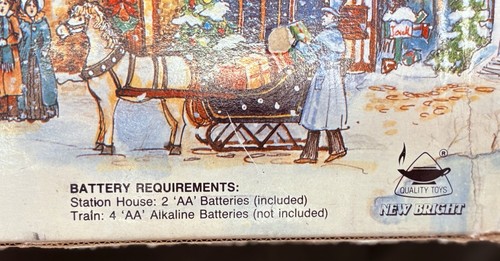 BATTERY REQUIREMENTS:
Station House: 2 'AA' Batteries (included)
Train: 4 'AA' Alkaline Batteries (not included)
®
QUALITY TOYS
NEW BRIGHT